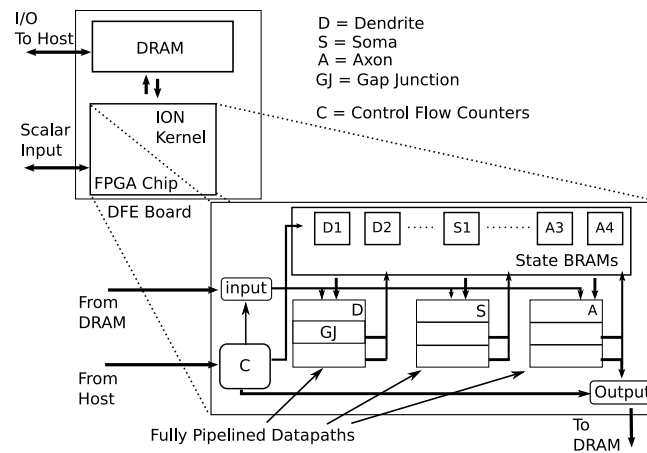 I/O
To Host
DRAM
D = Dendrite
S = Soma
A = Axon
GJ = Gap Junction
C = Control Flow Counters
Scalar
Input
ION
Kernel
FPGA Chip
DFE Board
D1 D2 ...... S1 ........ A3 A4
State BRAMs
From
DRAM
input
D
S
A
GJ
C
From
Host
Output
Fully Pipelined Datapaths
To
DRAM